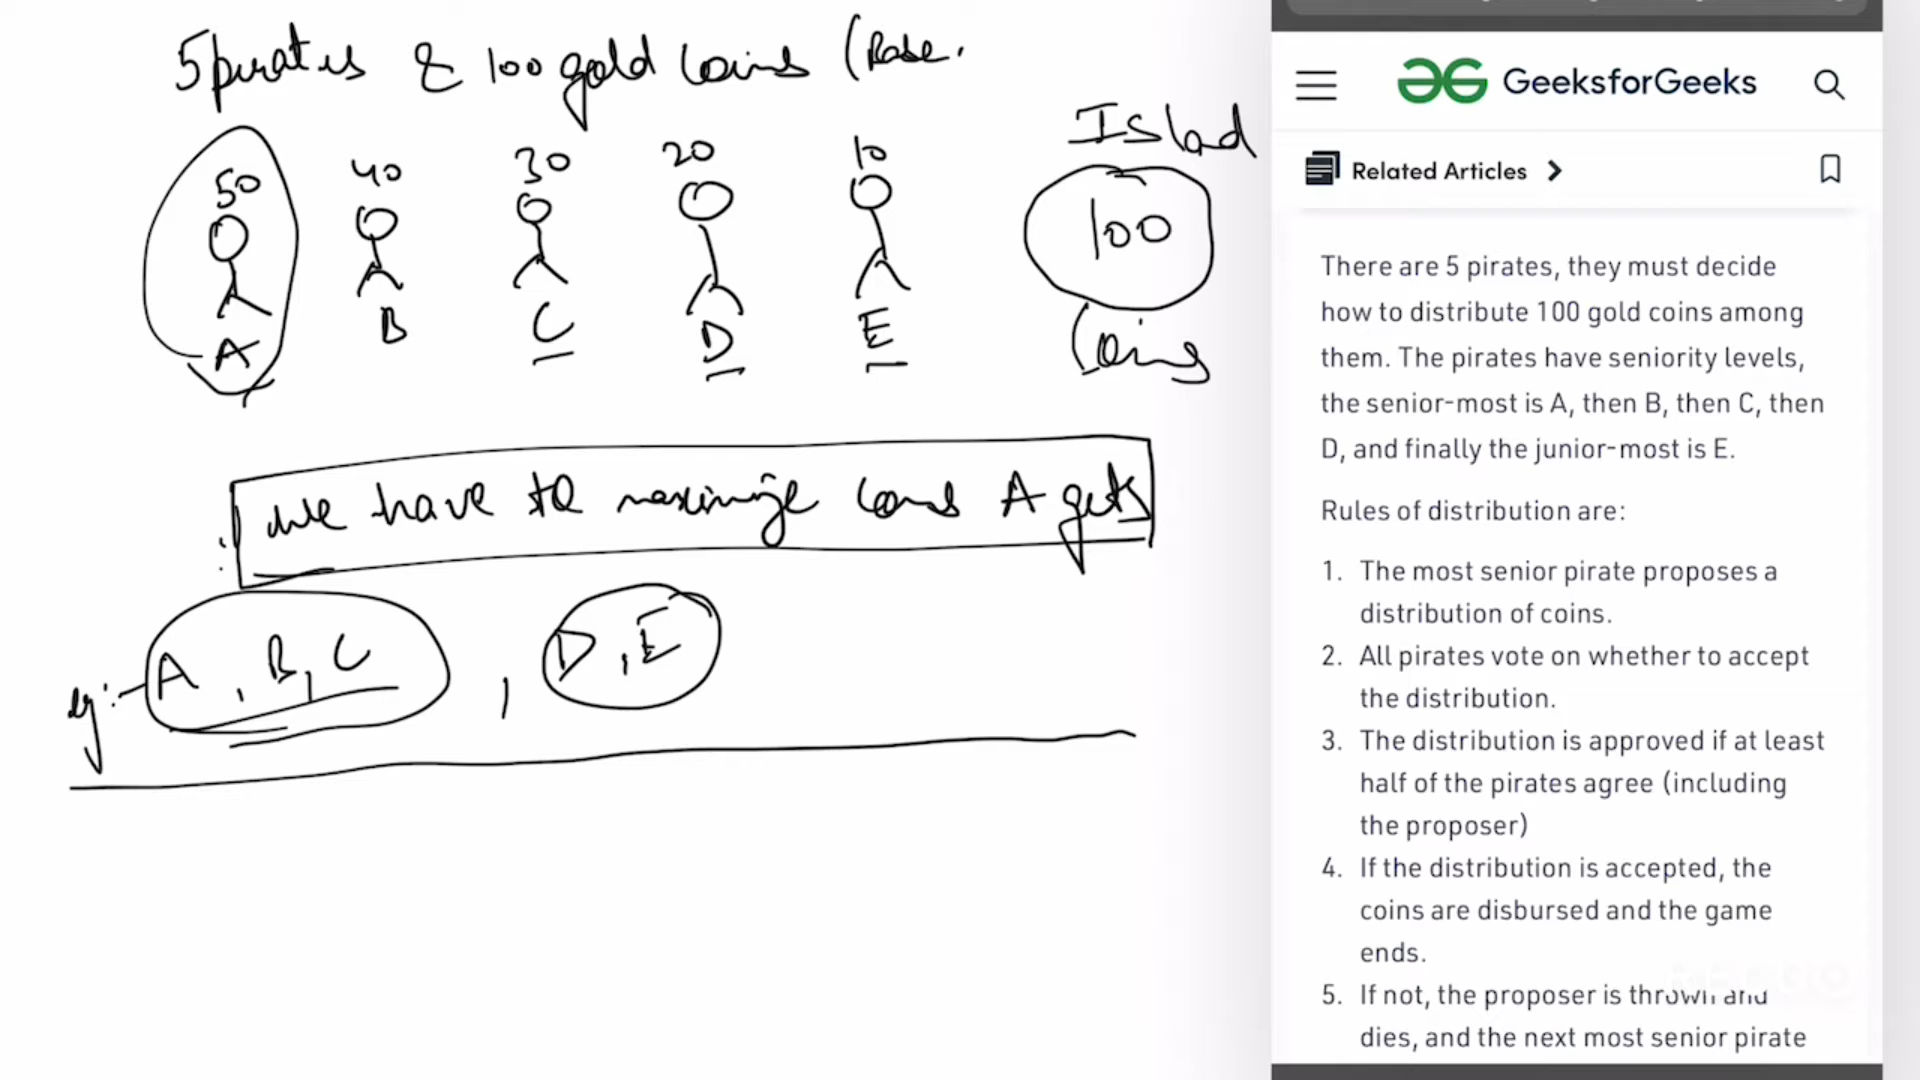 5 pirates & 100 gold coins
50 40 30 20 10
A B C D E
Island
100
Coins
we have to maximize coins A gets
eg:- A, B, C , D, E
GeeksforGeeks
Related Articles
There are 5 pirates, they must decide
how to distribute 100 gold coins among
them. The pirates have seniority levels,
the senior-most is A, then B, then C, then
D, and finally the junior-most is E.
Rules of distribution are:
1. The most senior pirate proposes a
distribution of coins.
2. All pirates vote on whether to accept
the distribution.
3. The distribution is approved if at least
half of the pirates agree (including
the proposer)
4. If the distribution is accepted, the
coins are disbursed and the game
ends.
5. If not, the proposer is thrown and
dies, and the next most senior pirate